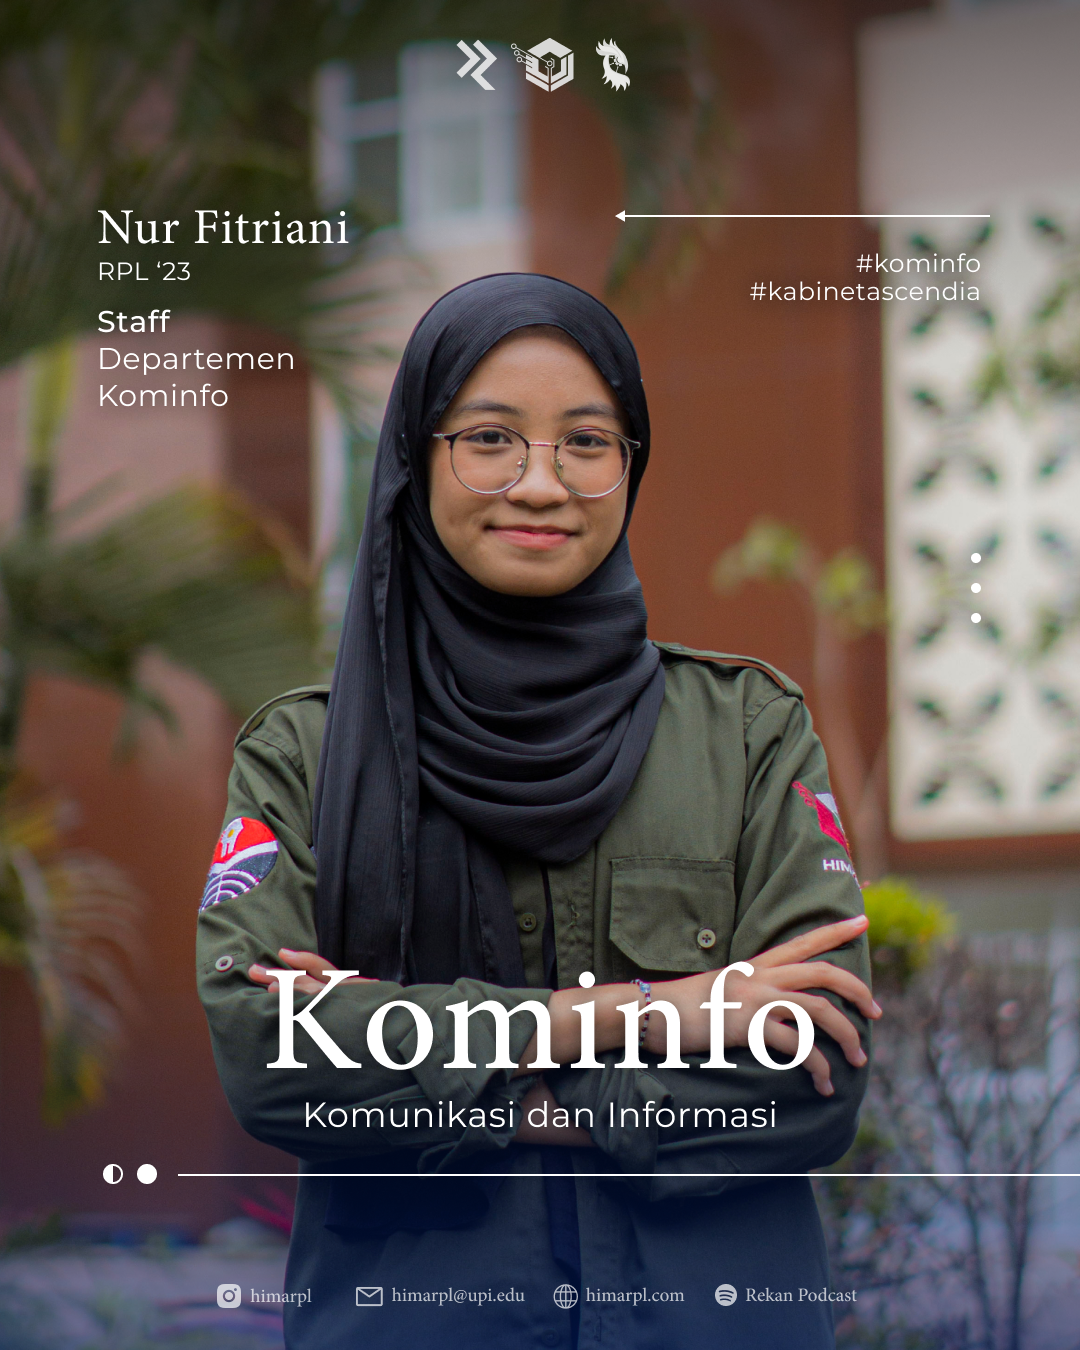 Nur Fitriani
RPL ‘23
Staff
Departemen
Kominfo
#kominfo
#kabinetascendia
Kominfo
Komunikasi dan Informasi
himarpl
himarpl@upi.edu
himarpl.com
Rekan Podcast